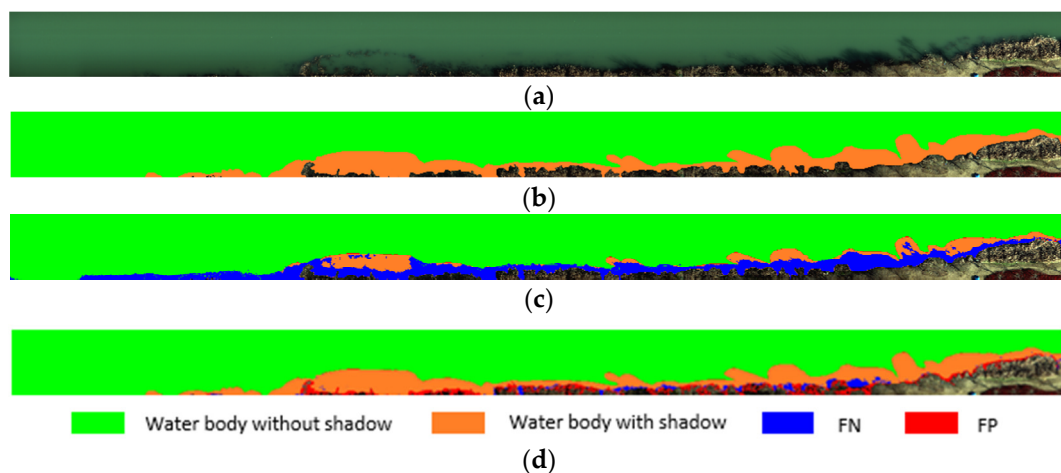 (a)
(b)
(c)
Water body without shadow Water body with shadow FN FP
(d)